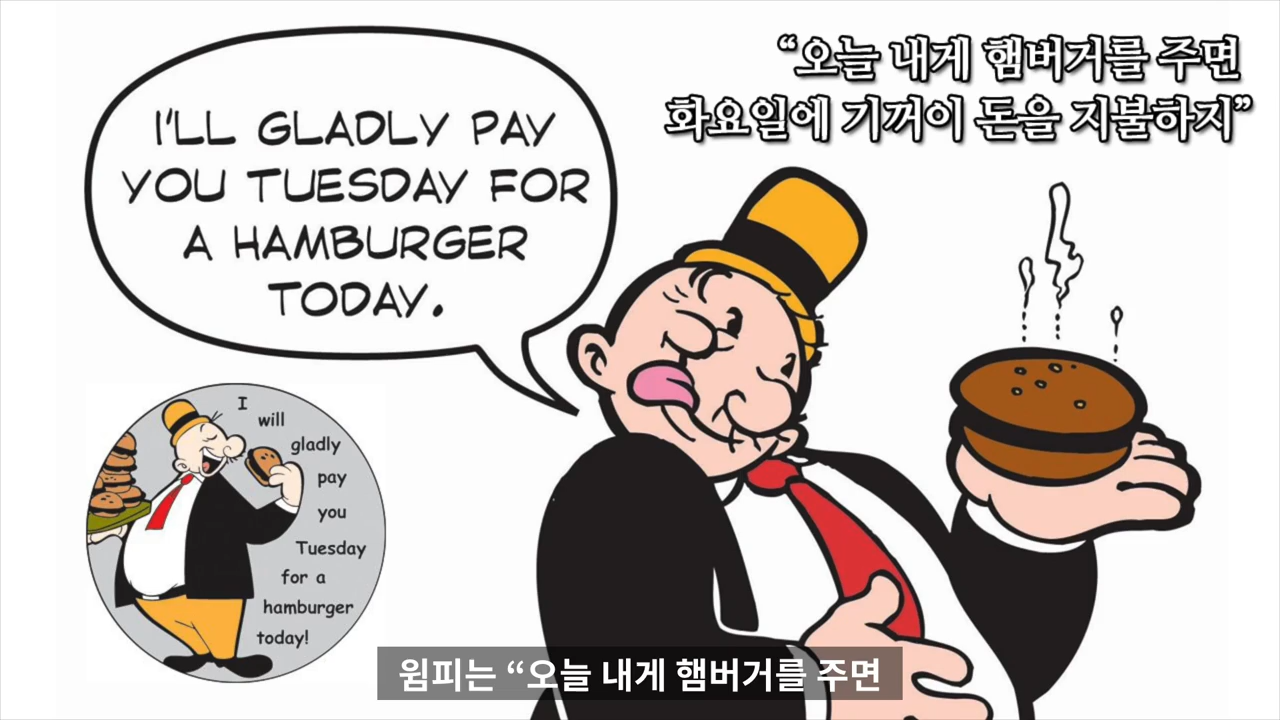 “오늘 내게 햄버거를 주면
화요일에 기꺼이 돈을 지불하지”
I'LL GLADLY PAY
YOU TUESDAY FOR
A HAMBURGER
TODAY.
I
will
gladly
pay
you
Tuesday
for a
hamburger
today!
윔피는 “오늘 내게 햄버거를 주면